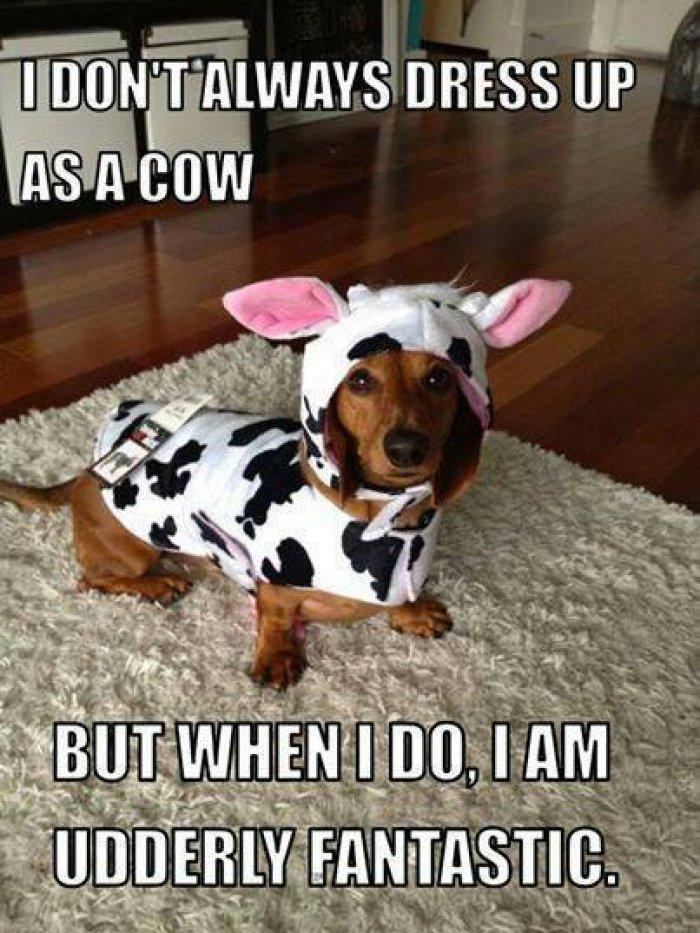 I DON'T ALWAYS DRESS UP
AS A COW
BUT WHEN I DO, I AM
UDDERLY FANTASTIC.